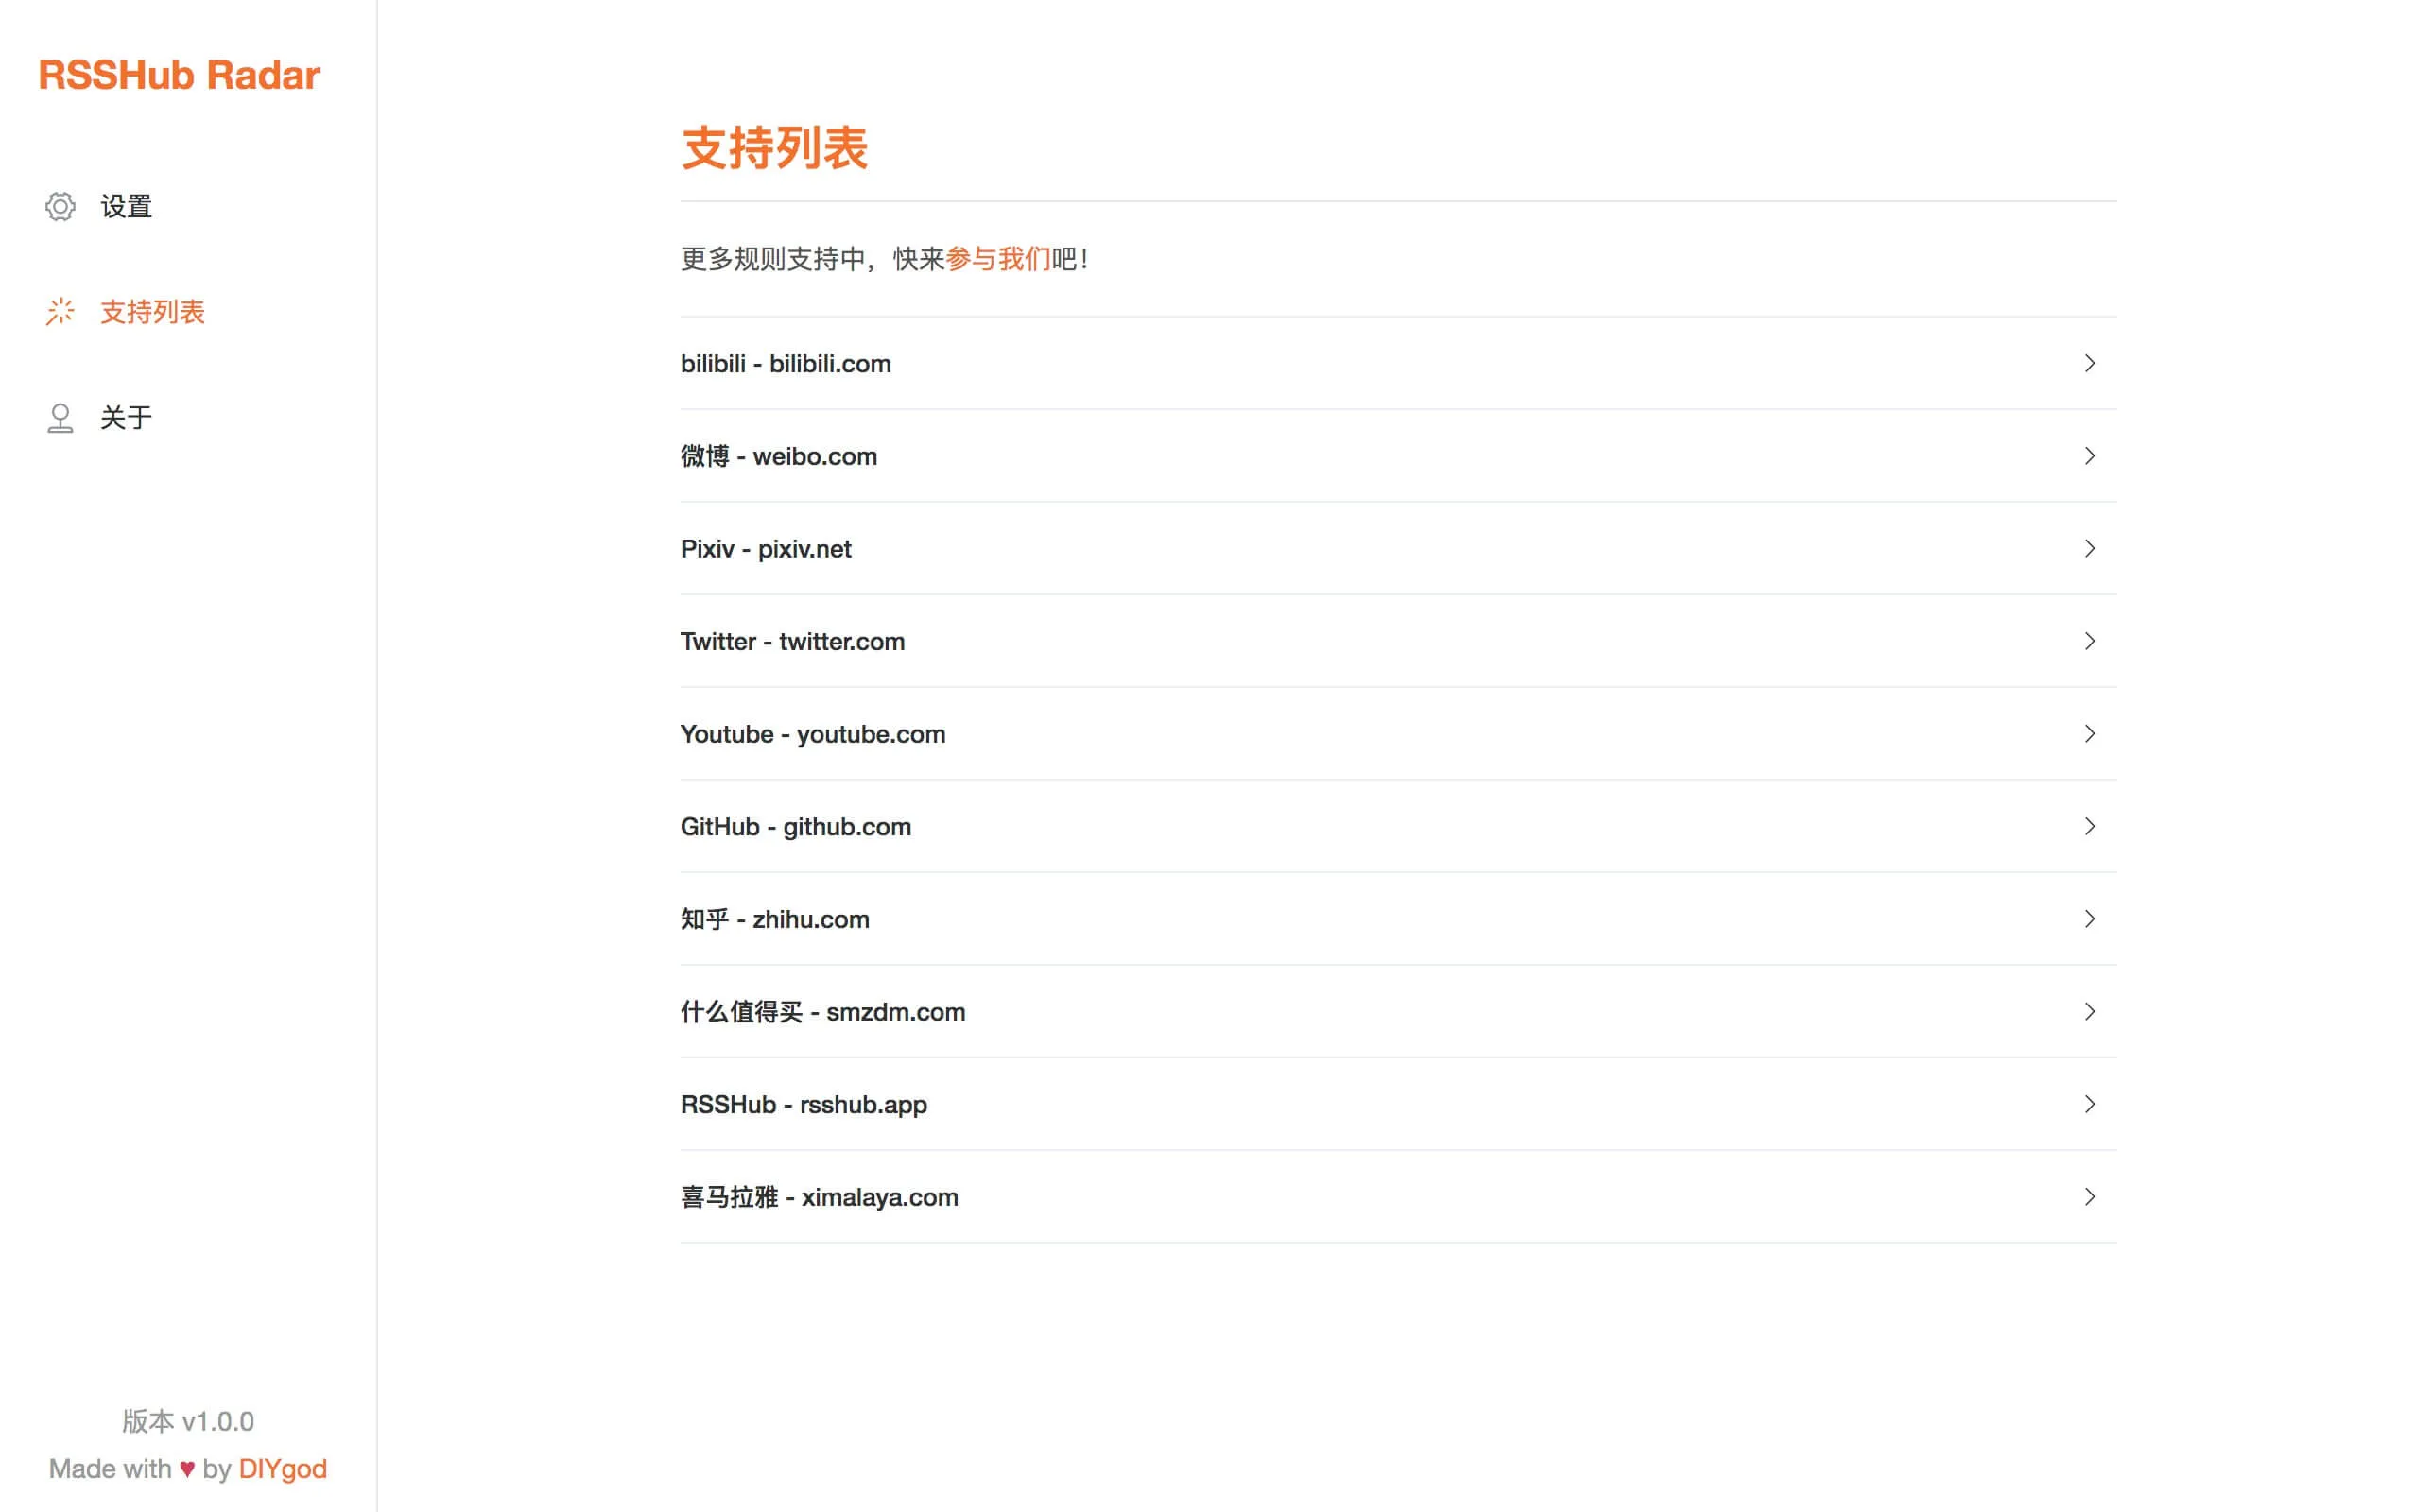 RSSHub Radar
设置
支持列表
关于
版本 v1.0.0
Made with ♥ by DIYgod
支持列表
更多规则支持中，快来参与我们吧！
bilibili - bilibili.com
微博 - weibo.com
Pixiv - pixiv.net
Twitter - twitter.com
Youtube - youtube.com
GitHub - github.com
知乎 - zhihu.com
什么值得买 - smzdm.com
RSSHub - rsshub.app
喜马拉雅 - ximalaya.com